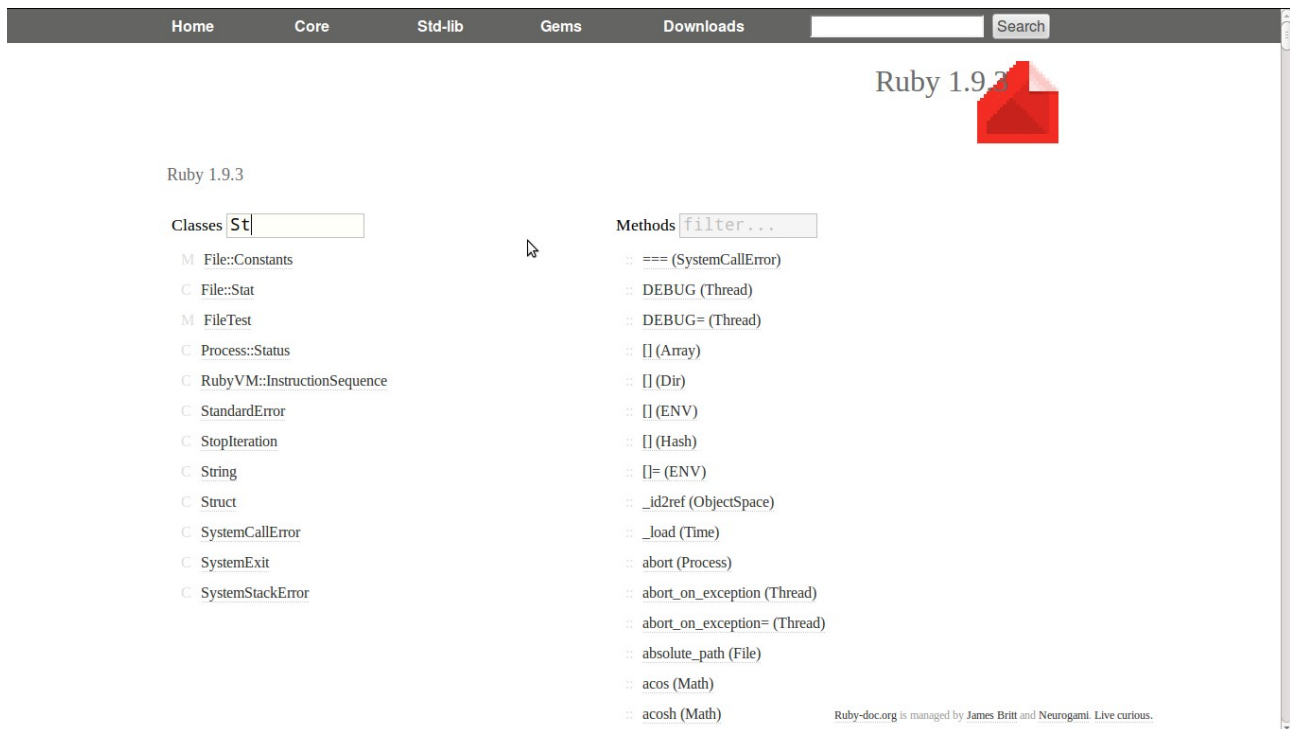 Home Core Std-lib Gems Downloads Search
Ruby 1.9.3
Ruby 1.9.3
Classes St
M File::Constants
C File::Stat
M FileTest
C Process::Status
C RubyVM::InstructionSequence
C StandardError
C StopIteration
C String
C Struct
C SystemCallError
C SystemExit
C SystemStackError
Methods filter...
:: === (SystemCallError)
:: DEBUG (Thread)
:: DEBUG= (Thread)
:: [] (Array)
:: [] (Dir)
:: [] (ENV)
:: [] (Hash)
:: []= (ENV)
:: _id2ref (ObjectSpace)
:: _load (Time)
:: abort (Process)
:: abort_on_exception (Thread)
:: abort_on_exception= (Thread)
:: absolute_path (File)
:: acos (Math)
:: acosh (Math)
Ruby-doc.org is managed by James Britt and Neurogami. Live curious.